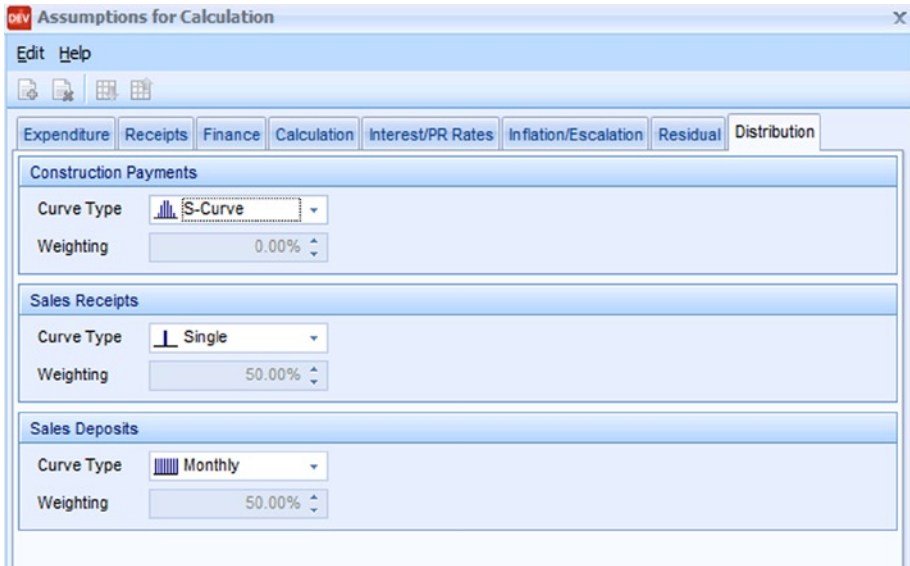 DEV Assumptions for Calculation X
Edit Help
Expenditure Receipts Finance Calculation Interest/PR Rates Inflation/Escalation Residual Distribution
Construction Payments
Curve Type S-Curve
Weighting 0.00%
Sales Receipts
Curve Type Single
Weighting 50.00%
Sales Deposits
Curve Type Monthly
Weighting 50.00%